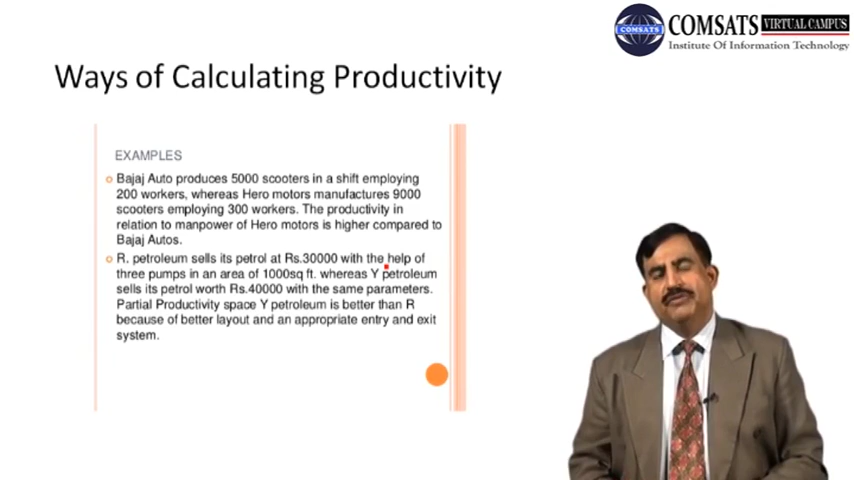 COMSATS VIRTUAL CAMPUS
COMSATS
Institute Of Information Technology
Ways of Calculating Productivity
EXAMPLES
Bajaj Auto produces 5000 scooters in a shift employing
200 workers, whereas Hero motors manufactures 9000
scooters employing 300 workers. The productivity in
relation to manpower of Hero motors is higher compared to
Bajaj Autos.
R. petroleum sells its petrol at Rs.30000 with the help of
three pumps in an area of 1000sq ft. whereas Y petroleum
sells its petrol worth Rs.40000 with the same parameters.
Partial Productivity space Y petroleum is better than R
because of better layout and an appropriate entry and exit
system.